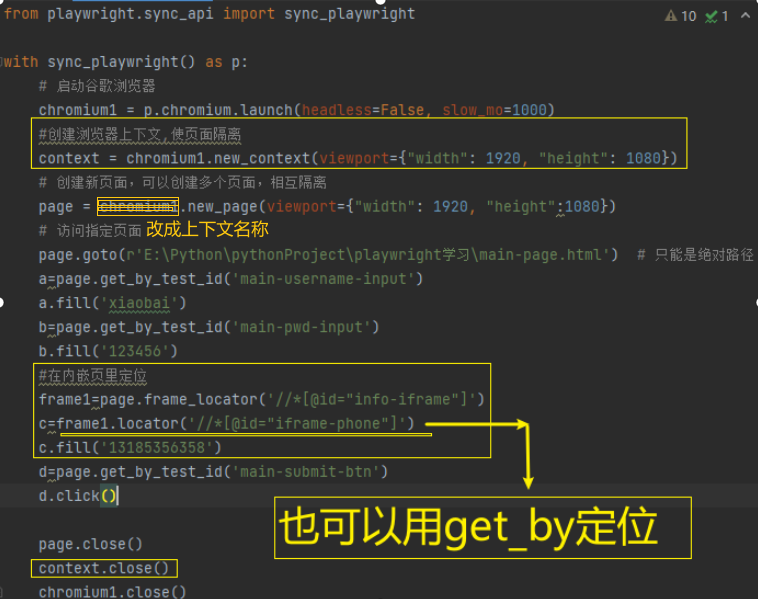 from playwright.sync_api import sync_playwright
10 1
with sync_playwright() as p:
# 启动谷歌浏览器
chromium1 = p.chromium.launch(headless=False, slow_mo=1000)
#创建浏览器上下文,使页面隔离
context = chromium1.new_context(viewport={"width": 1920, "height": 1080})
# 创建新页面，可以创建多个页面，相互隔离
page = chromium1.new_page(viewport={"width": 1920, "height":1080})
# 访问指定页面 改成上下文名称
page.goto(r'E:\Python\pythonProject\playwright学习\main-page.html') # 只能是绝对路径
a=page.get_by_test_id('main-username-input')
a.fill('xiaobai')
b=page.get_by_test_id('main-pwd-input')
b.fill('123456')
#在内嵌页里定位
frame1=page.frame_locator('//*[@id="info-iframe"]')
c=frame1.locator('//*[@id="iframe-phone"]')
c.fill('13185356358')
d=page.get_by_test_id('main-submit-btn')
d.click()
也可以用get_by定位
page.close()
context.close()
chromium1.close()